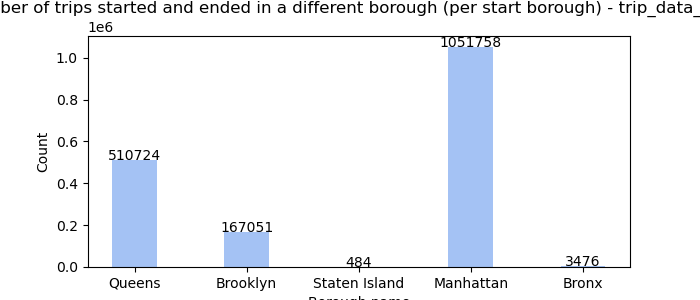 ber of trips started and ended in a different borough (per start borough) - trip_data_
1e6
1051758
1.0
0.8
0.6
510724
0.4
0.2
167051
484
3476
0.0
Count
Queens Brooklyn Staten Island Manhattan Bronx
Borough name